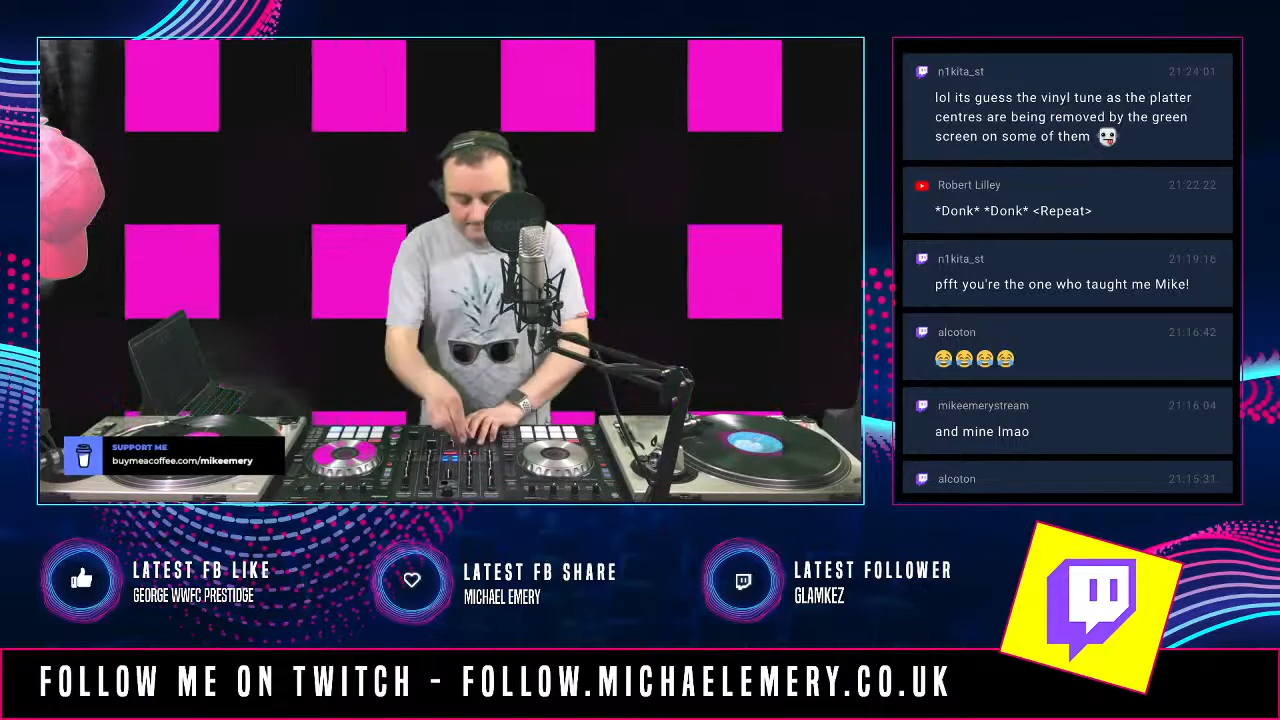 n1kita_st 21:24:01
lol its guess the vinyl tune as the platter
centres are being removed by the green
screen on some of them
Robert Lilley 21:22:22
*Donk* *Donk* <Repeat>
n1kita_st 21:19:16
pfft you're the one who taught me Mike!
alcoton 21:16:42
mikeemerystream 21:16:04
and mine lmao
alcoton 21:15:31
RODE
SUPPORT ME
buymeacoffee.com/mikeemery
LATEST FB LIKE
GEORGE WWFC PRESTIDGE
LATEST FB SHARE
MICHAEL EMERY
LATEST FOLLOWER
GLAMKEZ
FOLLOW ME ON TWITCH - FOLLOW.MICHAELEMERY.CO.UK